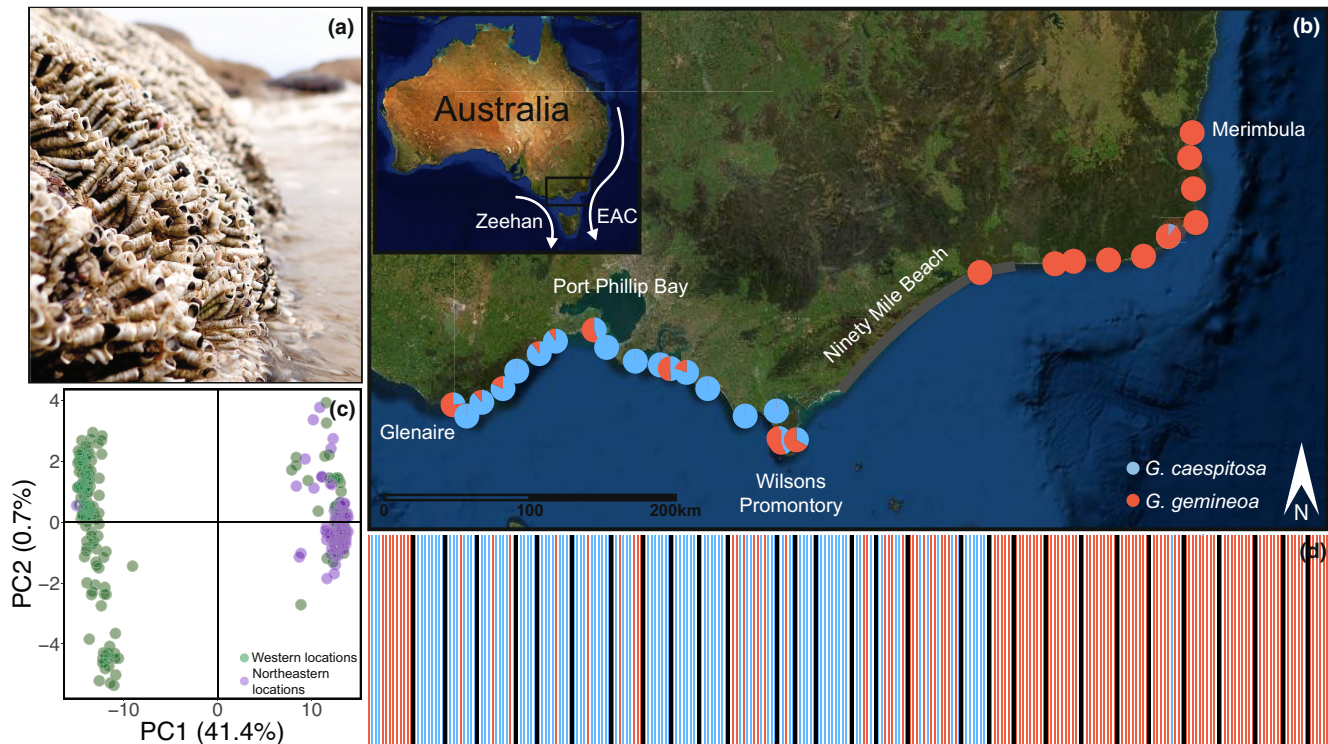 (a)
(b)
Australia
Zeehan
EAC
Merimbula
Port Phillip Bay
Ninety Mile Beach
Glenaire
Wilsons
Promontory
0
100
200km
G. caespitosa
G. gemineoa
N
(c)
4
2
0
−2
−4
PC2 (0.7%)
Western locations
Northeastern
locations
−10
0
10
PC1 (41.4%)
(d)